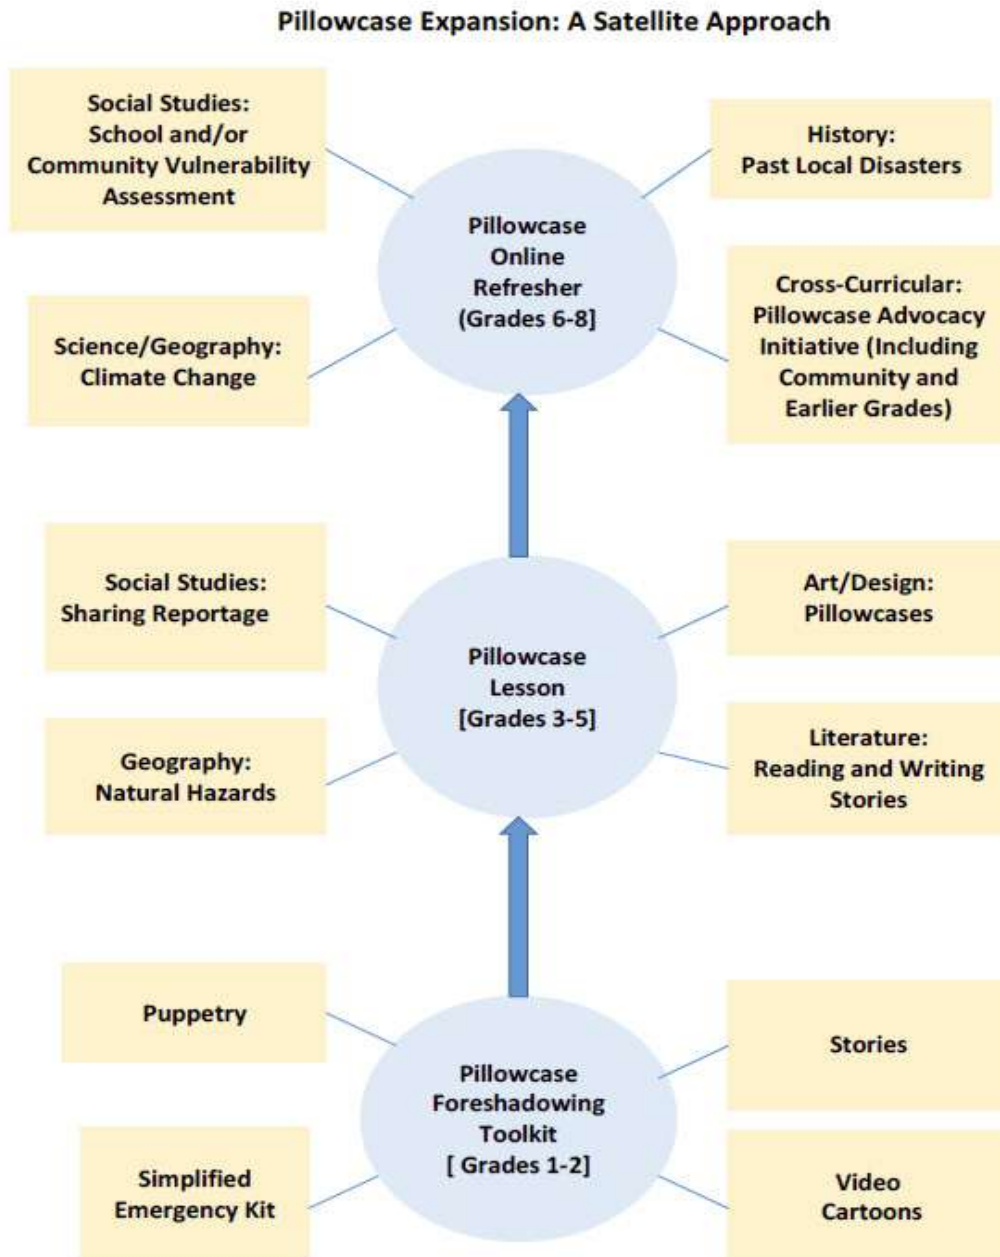 Pillowcase Expansion: A Satellite Approach
Social Studies:
School and/or
Community Vulnerability
Assessment
History:
Past Local Disasters
Pillowcase
Online
Refresher
(Grades 6-8]
Science/Geography:
Climate Change
Cross-Curricular:
Pillowcase Advocacy
Initiative (Including
Community and
Earlier Grades)
Social Studies:
Sharing Reportage
Art/Design:
Pillowcases
Pillowcase
Lesson
[Grades 3-5]
Geography:
Natural Hazards
Literature:
Reading and Writing
Stories
Puppetry
Stories
Pillowcase
Foreshadowing
Toolkit
[ Grades 1-2]
Simplified
Emergency Kit
Video
Cartoons